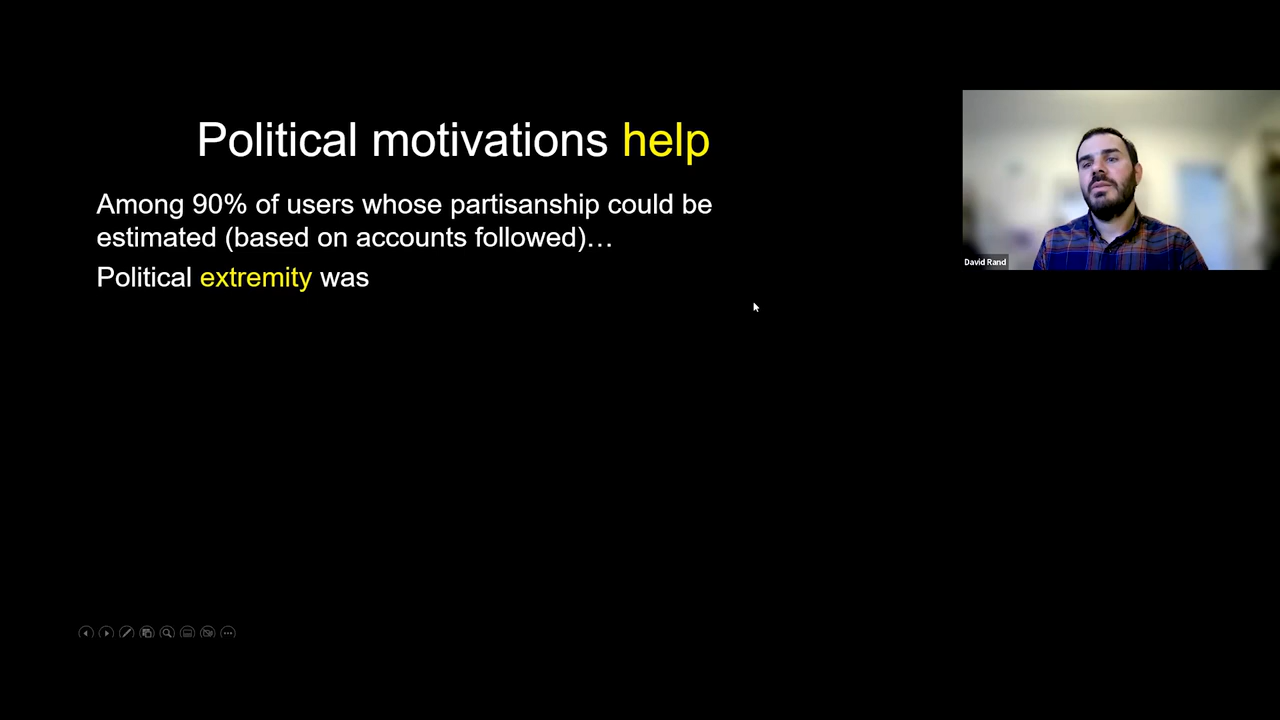 Political motivations help
Among 90% of users whose partisanship could be
estimated (based on accounts followed)…
Political extremity was
David Rand